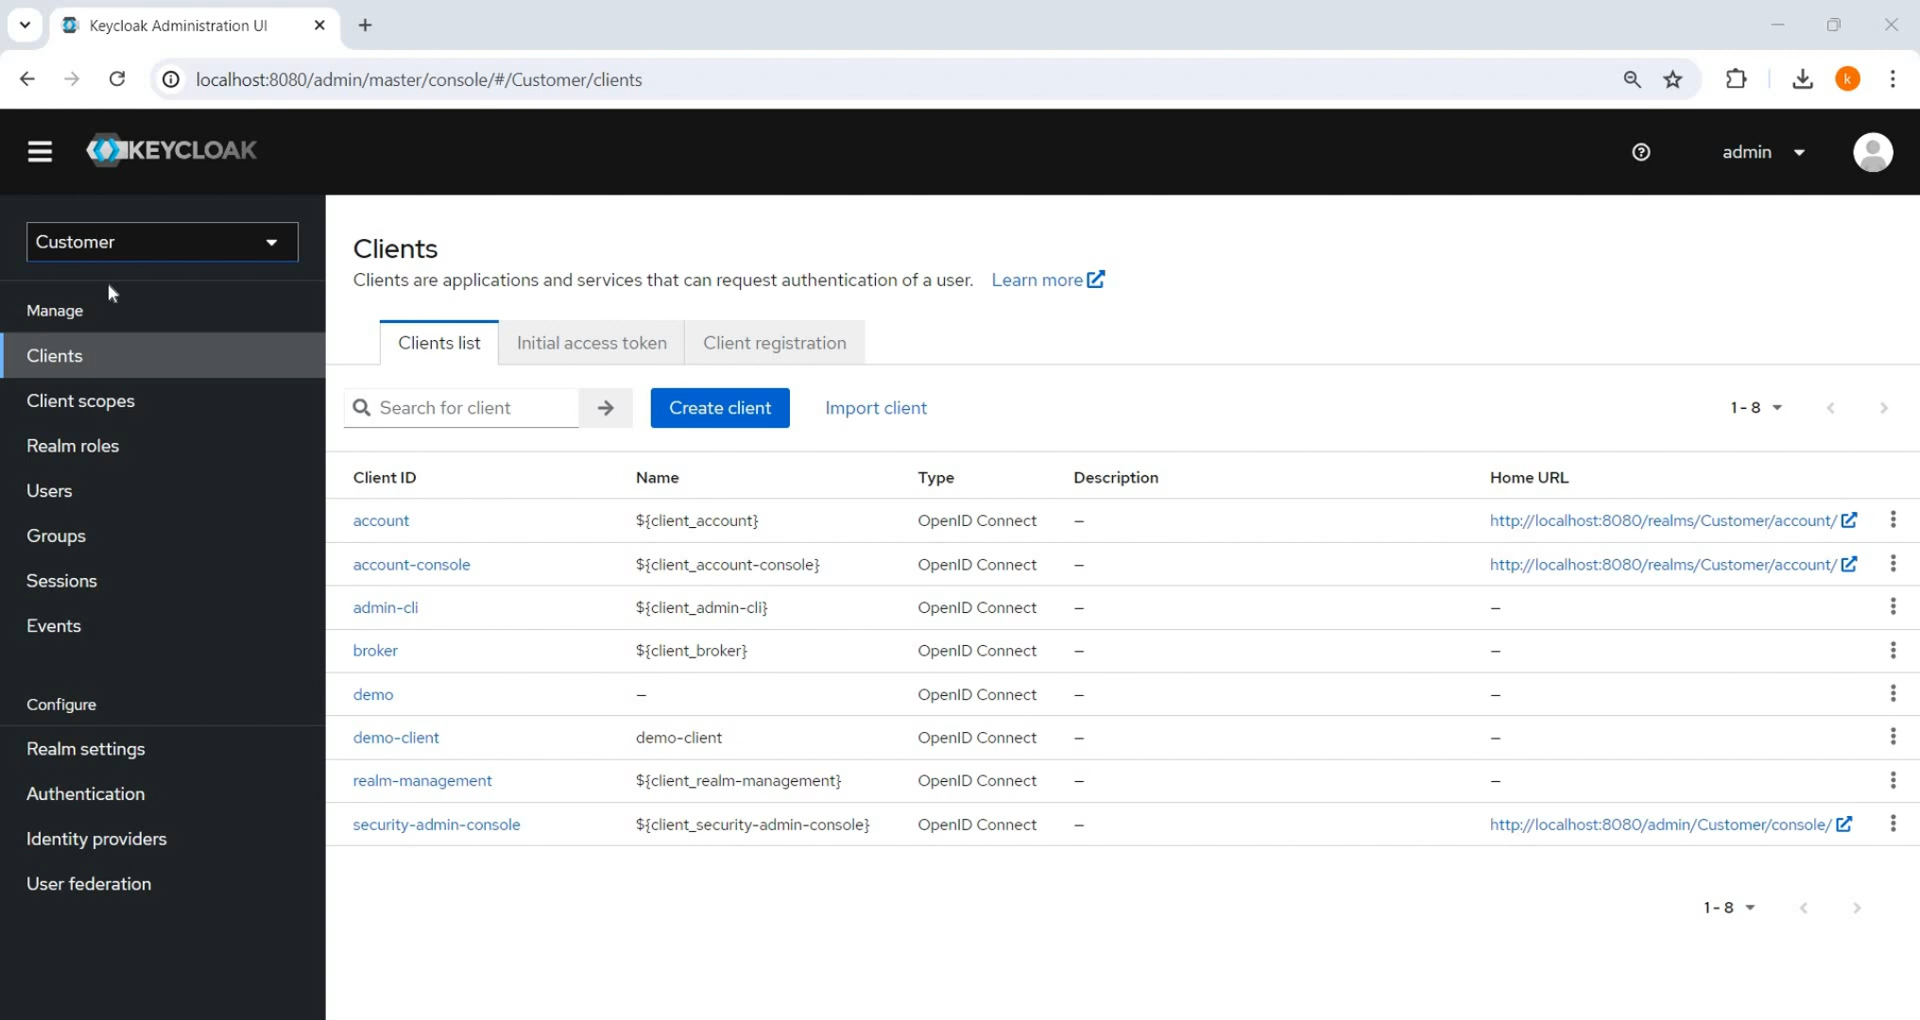 Keycloak Administration UI
localhost:8080/admin/master/console/#/Customer/clients
k
KEYCLOAK
admin
Customer
Manage
Clients
Client scopes
Realm roles
Users
Groups
Sessions
Events
Configure
Realm settings
Authentication
Identity providers
User federation
Clients
Clients are applications and services that can request authentication of a user. Learn more
Clients list Initial access token Client registration
Search for client Create client Import client 1 - 8
Client ID Name Type Description Home URL
account ${client_account} OpenID Connect – http://localhost:8080/realms/Customer/account/
account-console ${client_account-console} OpenID Connect – http://localhost:8080/realms/Customer/account/
admin-cli ${client_admin-cli} OpenID Connect – –
broker ${client_broker} OpenID Connect – –
demo – OpenID Connect – –
demo-client demo-client OpenID Connect – –
realm-management ${client_realm-management} OpenID Connect – –
security-admin-console ${client_security-admin-console} OpenID Connect – http://localhost:8080/admin/Customer/console/
1 - 8